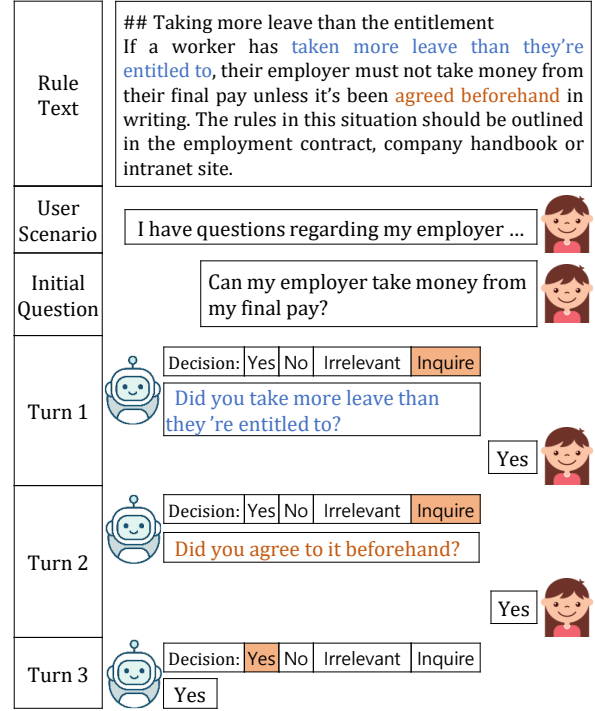 Rule
Text
## Taking more leave than the entitlement
If a worker has taken more leave than they're
entitled to, their employer must not take money from
their final pay unless it's been agreed beforehand in
writing. The rules in this situation should be outlined
in the employment contract, company handbook or
intranet site.
User
Scenario
I have questions regarding my employer ...
Initial
Question
Can my employer take money from
my final pay?
Turn 1
Decision: Yes No Irrelevant Inquire
Did you take more leave than
they 're entitled to?
Yes
Turn 2
Decision: Yes No Irrelevant Inquire
Did you agree to it beforehand?
Yes
Turn 3
Decision: Yes No Irrelevant Inquire
Yes